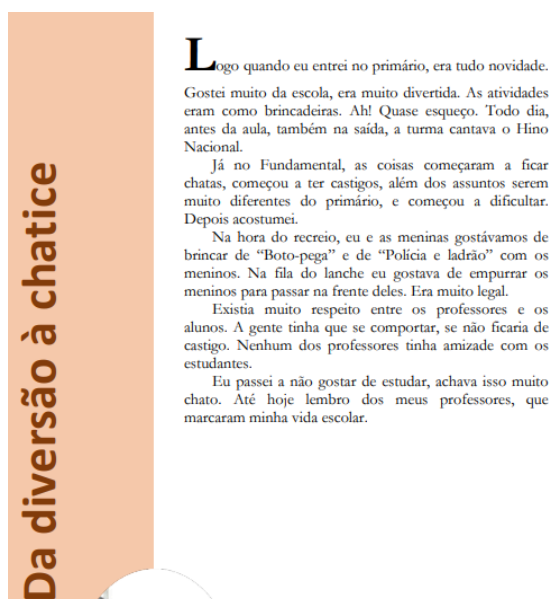 Da diversão à chatice
Logo quando eu entrei no primário, era tudo novidade.
Gostei muito da escola, era muito divertida. As atividades
eram como brincadeiras. Ah! Quase esqueço. Todo dia,
antes da aula, também na saída, a turma cantava o Hino
Nacional.
Já no Fundamental, as coisas começaram a ficar
chatas, começou a ter castigos, além dos assuntos serem
muito diferentes do primário, e começou a dificultar.
Depois acostumei.
Na hora do recreio, eu e as meninas gostávamos de
brincar de “Boto-pega” e de “Polícia e ladrão” com os
meninos. Na fila do lanche eu gostava de empurrar os
meninos para passar na frente deles. Era muito legal.
Existia muito respeito entre os professores e os
alunos. A gente tinha que se comportar, se não ficaria de
castigo. Nenhum dos professores tinha amizade com os
estudantes.
Eu passei a não gostar de estudar, achava isso muito
chato. Até hoje lembro dos meus professores, que
marcaram minha vida escolar.